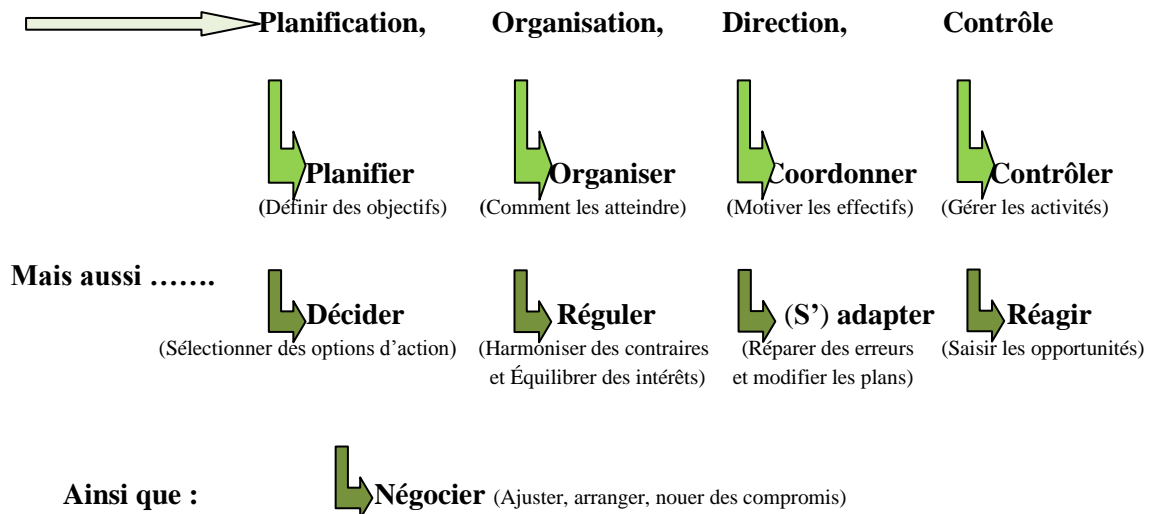 Planification, Organisation, Direction, Contrôle
Planifier Organiser Coordonner Contrôler
(Définir des objectifs) (Comment les atteindre) (Motiver les effectifs) (Gérer les activités)
Mais aussi …….
Décider Réguler (S’) adapter Réagir
(Sélectionner des options d’action) (Harmoniser des contraires (Réparer des erreurs (Saisir les opportunités)
et Équilibrer des intérêts) et modifier les plans)
Ainsi que : Négocier (Ajuster, arranger, nouer des compromis)